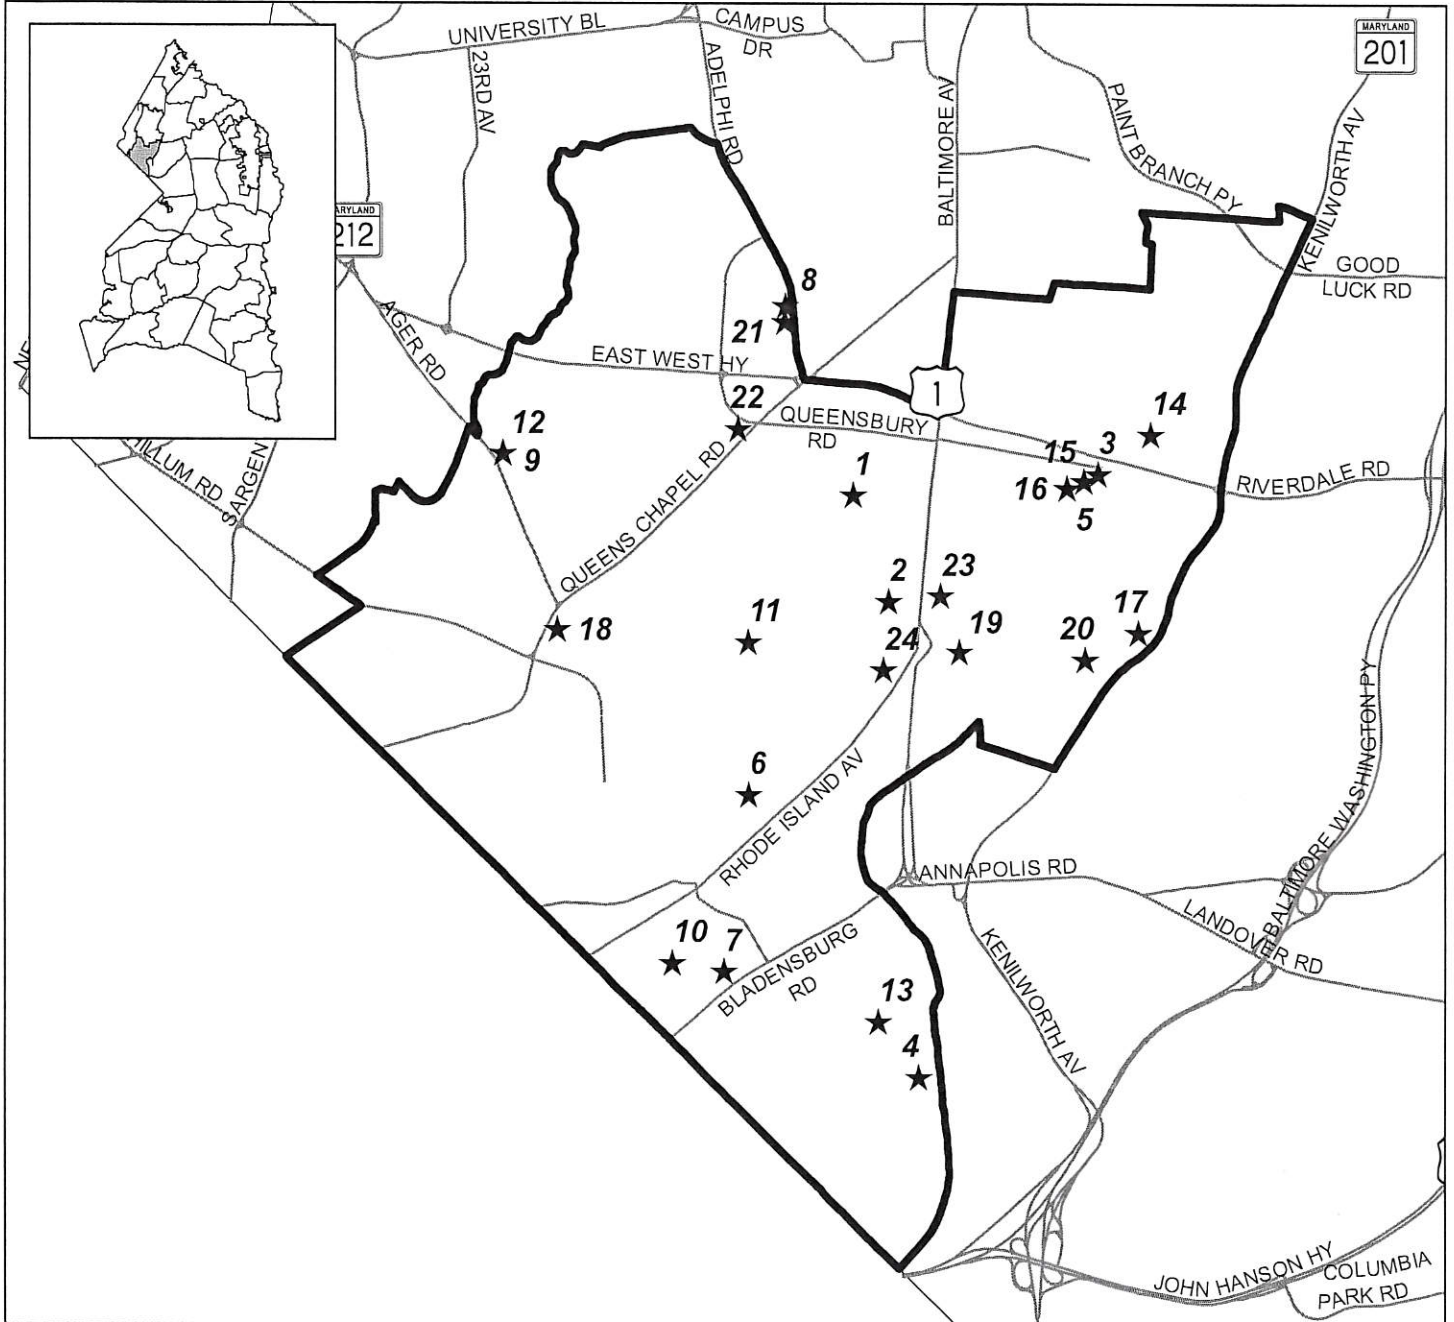 UNIVERSITY BL
CAMPUS
DR
MARYLAND
201
23RD AV
ADELPHI RD
BALTIMORE AV
PAINT BRANCH PY
KENILWORTH AV
212
GOOD
LUCK RD
8
21
AGER RD
EAST WEST HY
1
22
QUEENSBURY
RD
14
12
9
15
3
16
5
RIVERDALE RD
1
SARGEN
QUEENS CHAPEL RD
2
23
17
18
11
24
19
20
6
RHODE ISLAND AV
BALTIMORE WASHINGTON PY
ANNAPOLIS RD
LANDOVER RD
10
7
BLADENSBURG
RD
KENILWORTH AV
13
4
JOHN HANSON HY
COLUMBIA
PARK RD